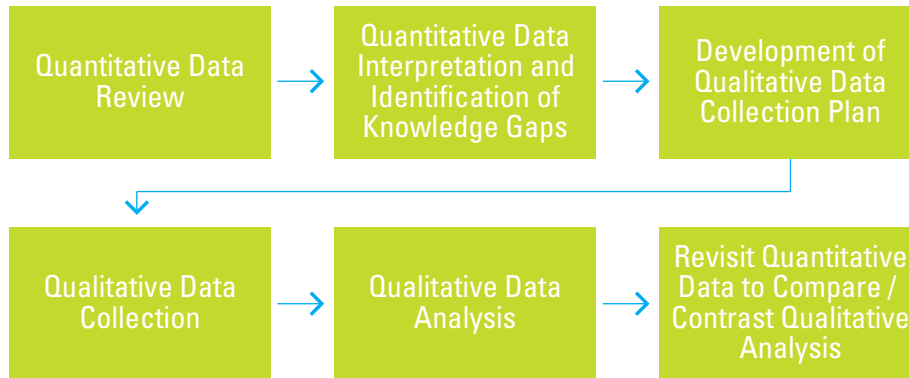 Quantitative Data
Review
Quantitative Data
Interpretation and
Identification of
Knowledge Gaps
Development of
Qualitative Data
Collection Plan
Qualitative Data
Collection
Qualitative Data
Analysis
Revisit Quantitative
Data to Compare /
Contrast Qualitative
Analysis